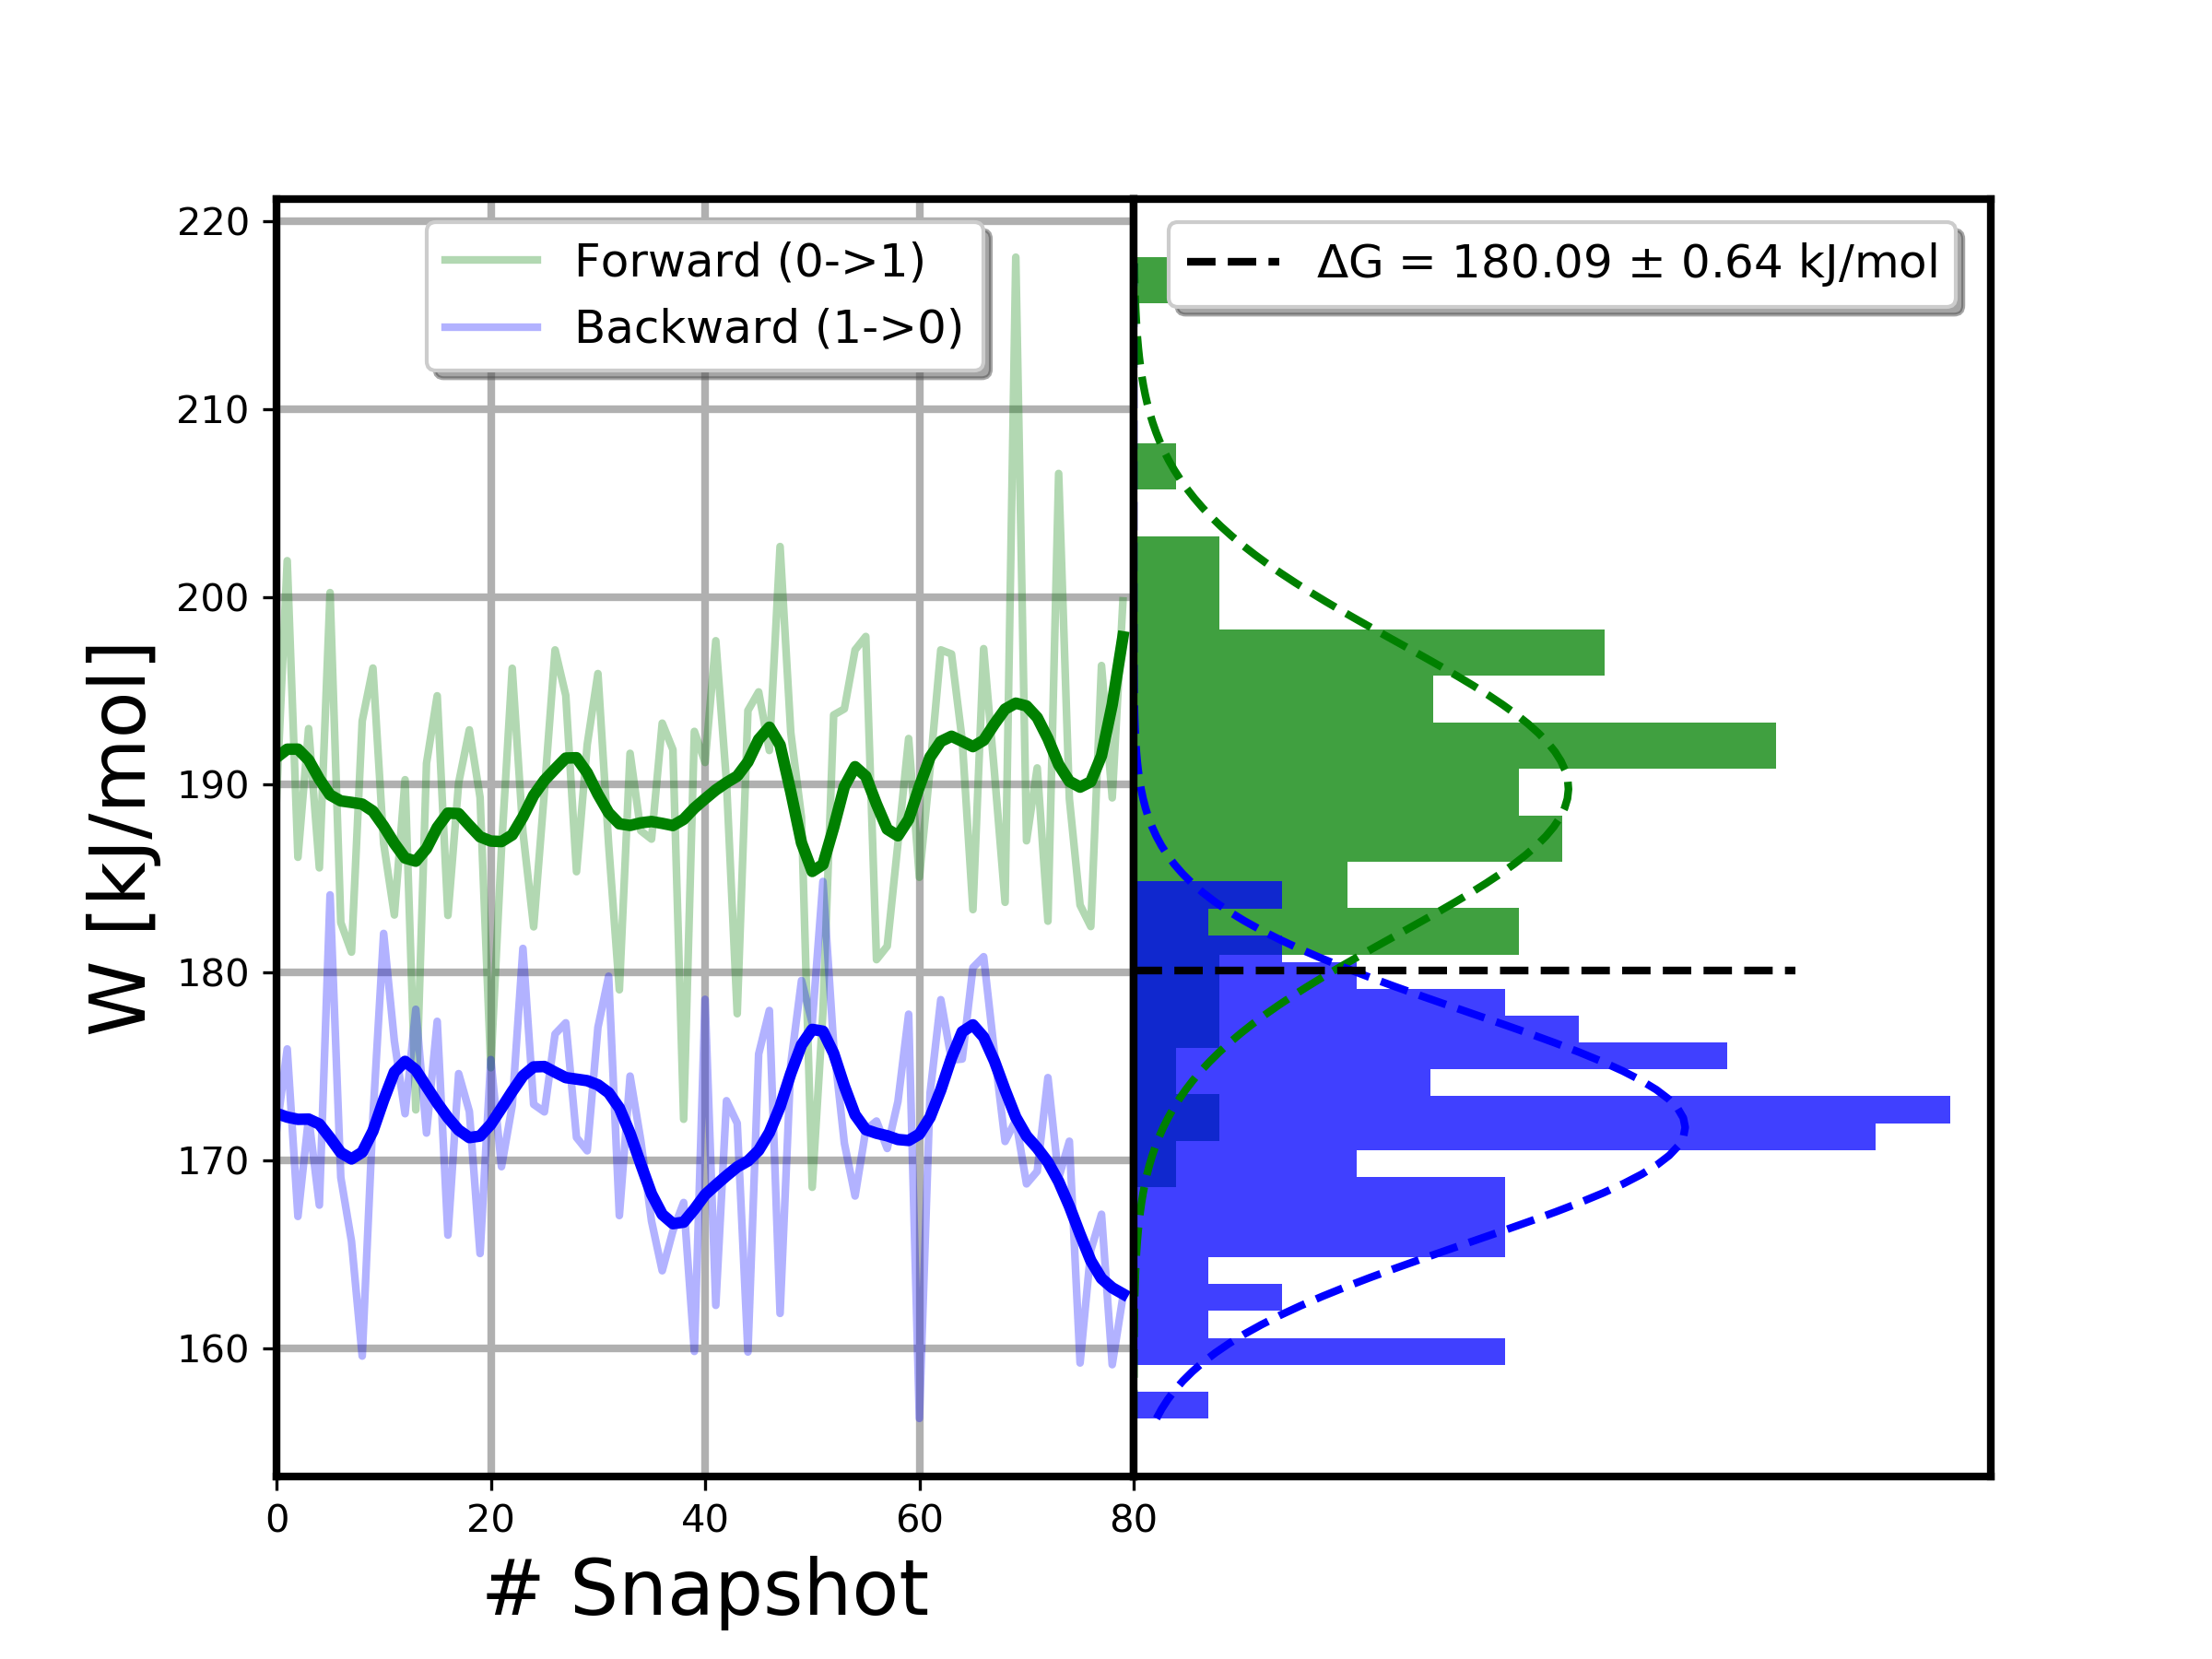 Forward (0->1)
Backward (1->0)
ΔG = 180.09 ± 0.64 kJ/mol
W [kJ/mol]
220
210
200
190
180
170
160
0 20 40 60 80
# Snapshot